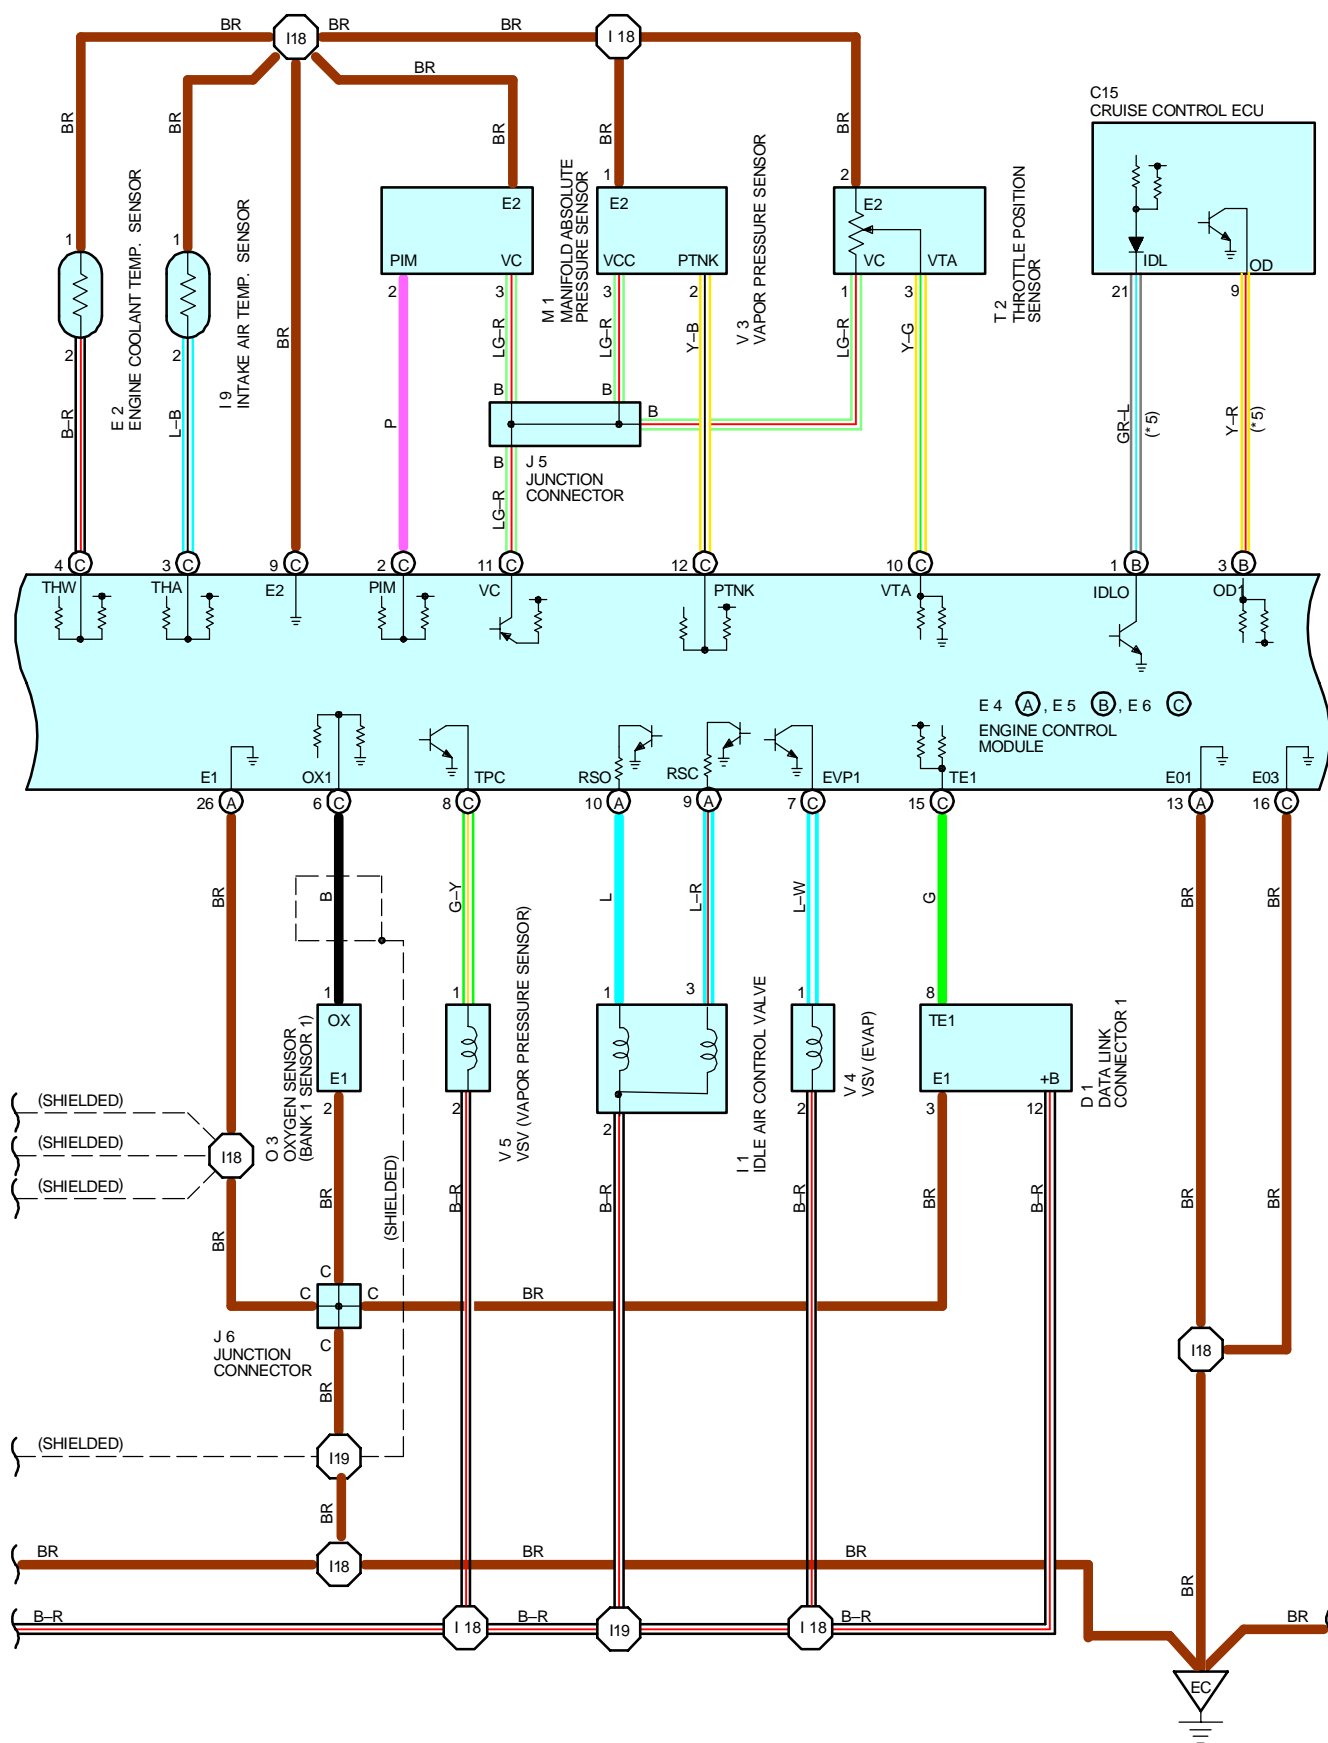 BR
BR
BR
BR
I18
I 18
BR
BR
BR
BR
BR
C15
CRUISE CONTROL ECU
1
1
1
2
E2
E2
E2
PIM
VC
VCC
PTNK
VC
VTA
IDL
OD
2
3
3
2
1
3
21
9
E 2
ENGINE COOLANT TEMP. SENSOR
I 9
INTAKE AIR TEMP. SENSOR
M 1
MANIFOLD ABSOLUTE
PRESSURE SENSOR
V 3
VAPOR PRESSURE SENSOR
T 2
THROTTLE POSITION
SENSOR
2
2
BR
LG–R
LG–R
Y–B
LG–R
Y–G
B–R
L–B
P
GR–L
(* 5)
Y–R
(* 5)
B
B
B
B
J 5
JUNCTION
CONNECTOR
LG–R
4 C
3 C
9 C
2 C
11 C
12 C
10 C
1 B
3 B
THW
THA
E2
PIM
VC
PTNK
VTA
IDLO
OD1
E 4 A , E 5 B , E 6 C
ENGINE CONTROL
MODULE
E1
OX1
TPC
RSO
RSC
EVP1
TE1
E01
E03
26 A
6 C
8 C
10 A
9 A
7 C
15 C
13 A
16 C
BR
B
G–Y
L
L–R
L–W
G
BR
BR
1
1
1
3
1
8
OX
E1
TE1
E1
+B
2
2
2
2
3
12
O 3
OXYGEN SENSOR
(BANK 1 SENSOR 1)
V 5
VSV (VAPOR PRESSURE SENSOR)
I 1
IDLE AIR CONTROL VALVE
V 4
VSV (EVAP)
D 1
DATA LINK
CONNECTOR 1
(SHIELDED)
(SHIELDED)
(SHIELDED)
I18
(SHIELDED)
BR
BR
B–R
B–R
B–R
BR
B–R
BR
BR
C
C
C
C
BR
J 6
JUNCTION
CONNECTOR
I18
BR
(SHIELDED)
I19
BR
BR
I18
BR
BR
BR
B–R
I 18
B–R
I19
I 18
B–R
BR
EC